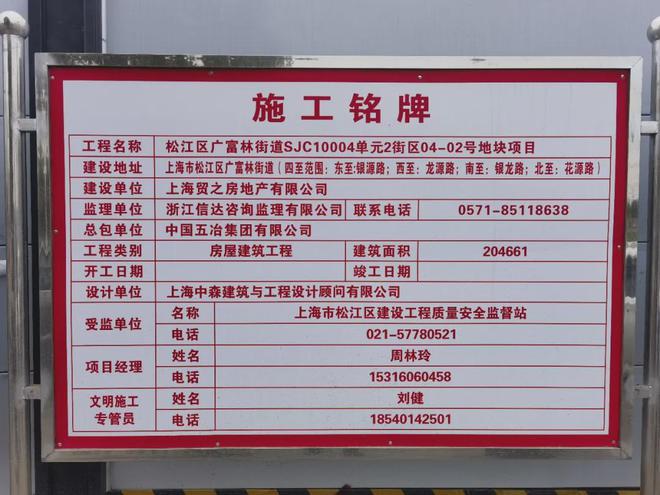 施工铭牌
工程名称 松江区广富林街道SJC10004单元2街区04-02号地块项目
建设地址 上海市松江区广富林街道（四至范围：东至:银源路；西至：龙源路；南至：银龙路；北至：花源路）
建设单位 上海贸之房地产有限公司
监理单位 浙江信达咨询监理有限公司 联系电话 0571-85118638
总包单位 中国五冶集团有限公司
工程类别 房屋建筑工程 建筑面积 204661
开工日期 竣工日期
设计单位 上海中森建筑与工程设计顾问有限公司
受监单位 名称 上海市松江区建设工程质量安全监督站
电话 021-57780521
项目经理 姓名 周林玲
电话 15316060458
文明施工专管员 姓名 刘健
电话 18540142501